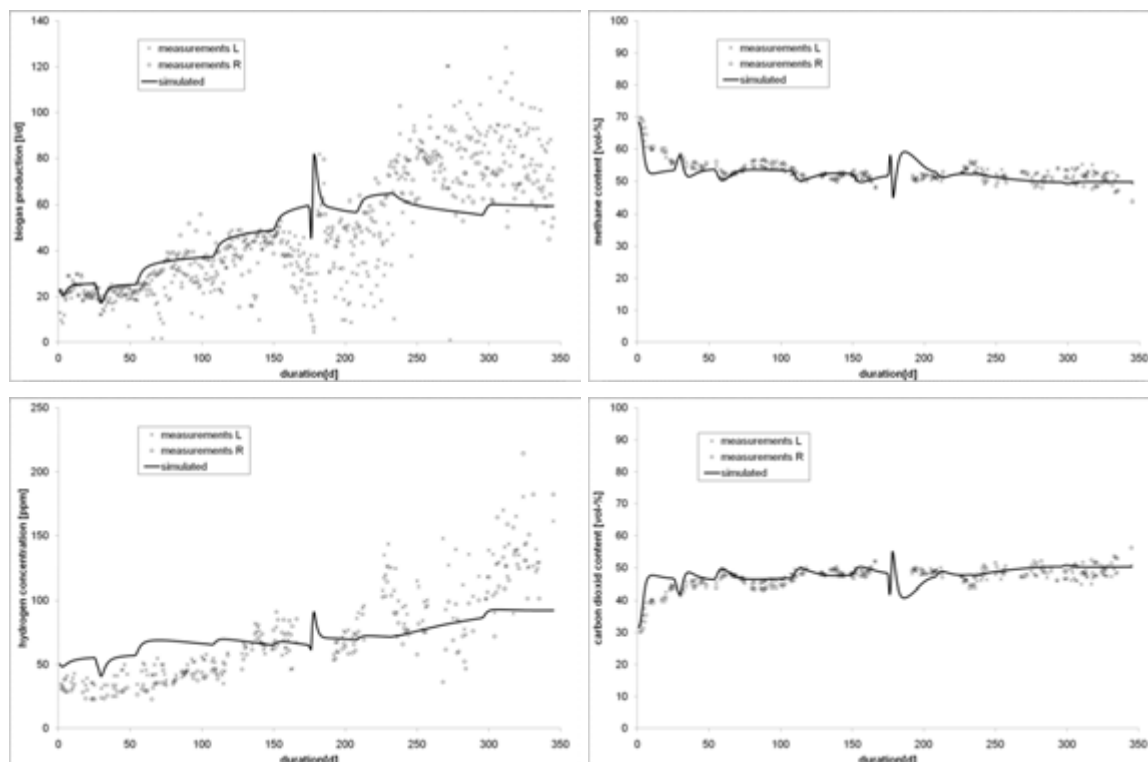 140
120
100
80
60
40
20
0
biogas production [l/d]
measurements L
measurements R
simulated
0 50 100 150 200 250 300 350
duration[d]
100
90
80
70
60
50
40
30
20
10
0
methane content [vol-%]
measurements L
measurements R
simulated
0 50 100 150 200 250 300 350
duration[d]
250
200
150
100
50
0
hydrogen concentration [ppm]
measurements L
measurements R
simulated
0 50 100 150 200 250 300 350
duration[d]
100
90
80
70
60
50
40
30
20
10
0
carbon dioxid content [vol-%]
measurements L
measurements R
simulated
0 50 100 150 200 250 300 350
duration[d]